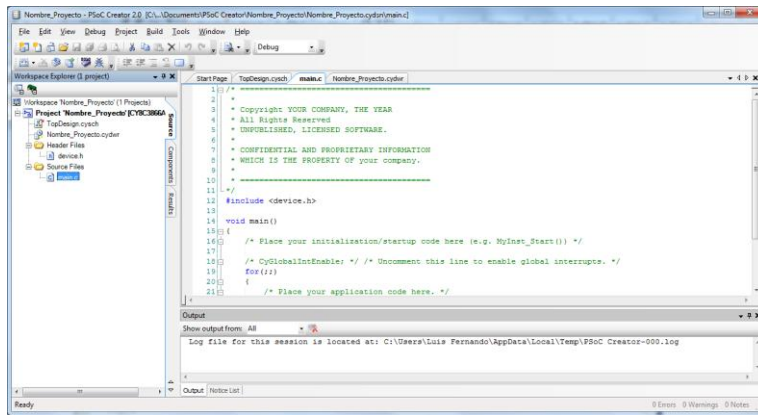 Nombre_Proyecto - PSoC Creator 2.0 [C:\...\Documents\PSoC Creator\Nombre_Proyecto\Nombre_Proyecto.cydsn\main.c]
File Edit View Debug Project Build Tools Window Help
Debug
Workspace Explorer (1 project)
Start Page TopDesign.cysch main.c Nombre_Proyecto.cydwr
Workspace 'Nombre_Proyecto' (1 Projects)
Project 'Nombre_Proyecto' [CY8C3866A
TopDesign.cysch
Nombre_Proyecto.cydwr
Header Files
device.h
Source Files
main.c
Source
Components
Results
1 /* ========================================
2 *
3 * Copyright YOUR COMPANY, THE YEAR
4 * All Rights Reserved
5 * UNPUBLISHED, LICENSED SOFTWARE.
6 *
7 * CONFIDENTIAL AND PROPRIETARY INFORMATION
8 * WHICH IS THE PROPERTY OF your company.
9 *
10 * ========================================
11 */
12 #include <device.h>
13
14 void main()
15 {
16 /* Place your initialization/startup code here (e.g. MyInst_Start()) */
17
18 /* CyGlobalIntEnable; */ /* Uncomment this line to enable global interrupts. */
19 for(;;)
20 {
21 /* Place your application code here. */
Output
Show output from: All
Log file for this session is located at: C:\Users\Luis Fernando\AppData\Local\Temp\PSoC Creator-000.log
Output Notice List
Ready
0 Errors 0 Warnings 0 Notes